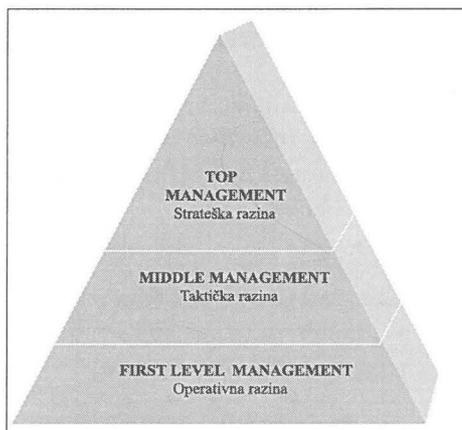 TOP
MANAGEMENT
Strateška razina
MIDDLE MANAGEMENT
Taktička razina
FIRST LEVEL MANAGEMENT
Operativna razina